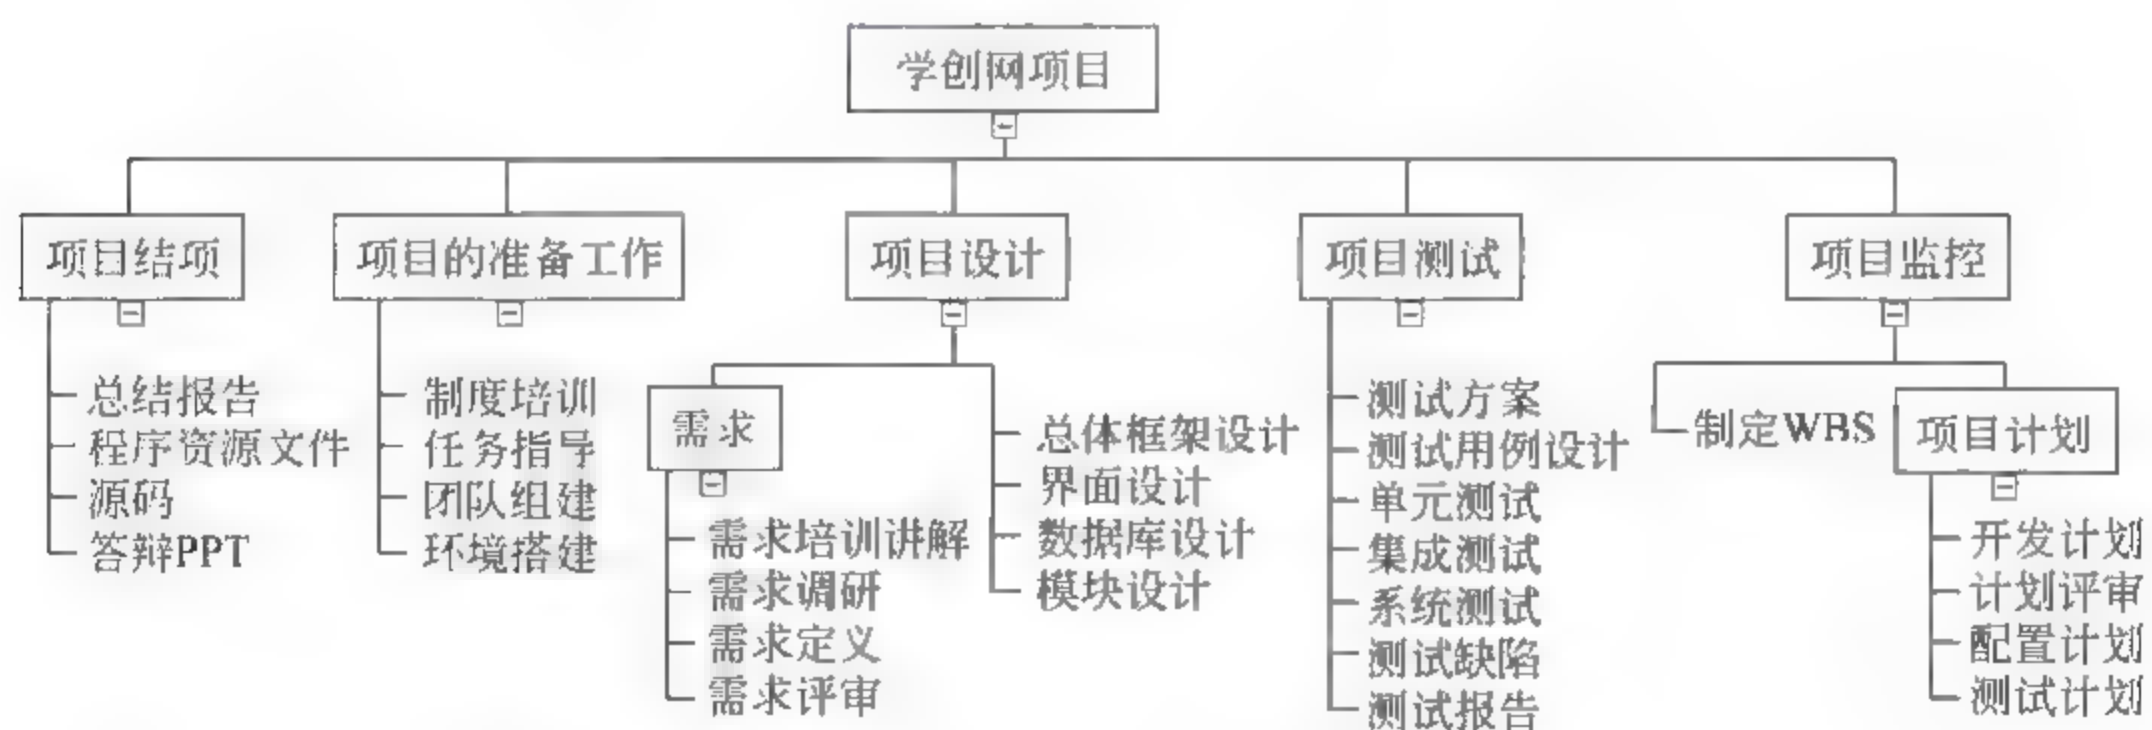 学创网项目
项目结项
项目的准备工作
项目设计
项目测试
项目监控
总结报告
程序资源文件
源码
答辩PPT
制度培训
任务指导
团队组建
环境搭建
需求
需求培训讲解
需求调研
需求定义
需求评审
总体框架设计
界面设计
数据库设计
模块设计
测试方案
测试用例设计
单元测试
集成测试
系统测试
测试缺陷
测试报告
制定WBS
项目计划
开发计划
计划评审
配置计划
测试计划